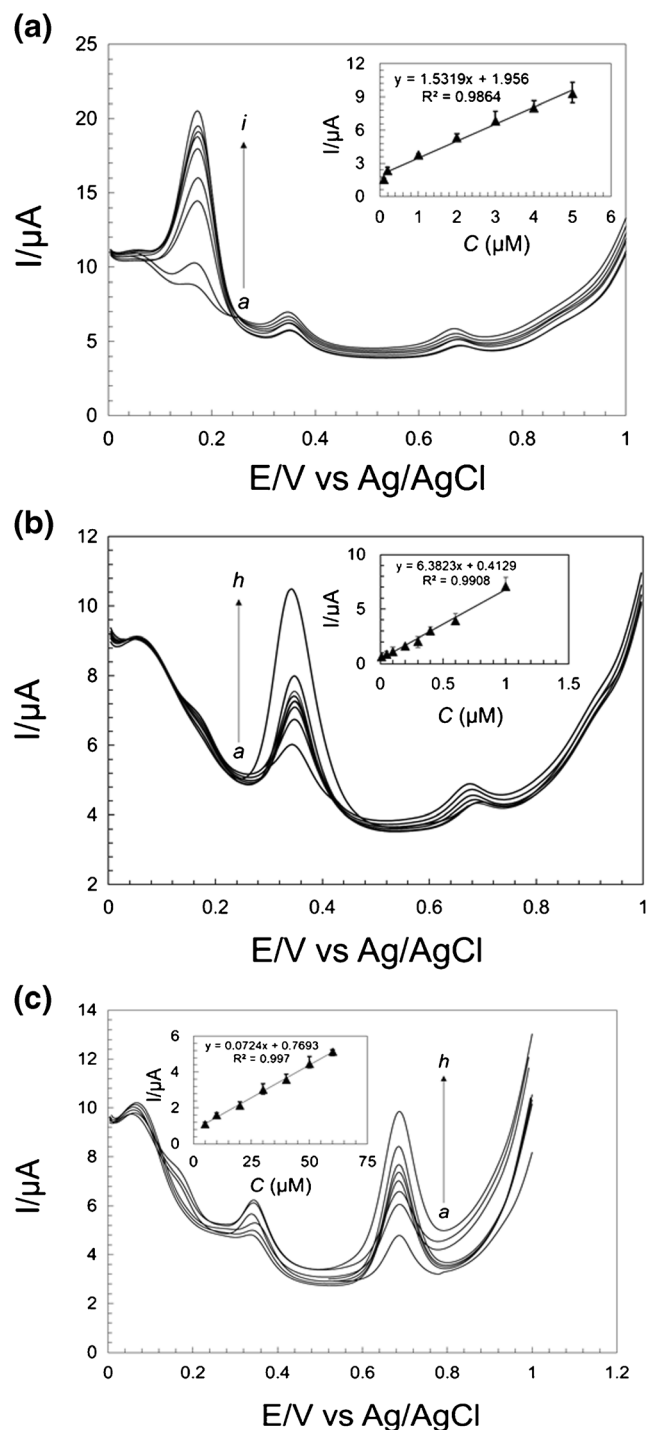 (a)
25
20
15
10
5
0
I/µA
0 0.2 0.4 0.6 0.8 1
E/V vs Ag/AgCl
i
a
12
9
6
3
0
I/µA
y = 1.5319x + 1.956
R² = 0.9864
0 1 2 3 4 5 6
C (µM)
(b)
12
10
8
6
4
2
I/µA
0 0.2 0.4 0.6 0.8 1
E/V vs Ag/AgCl
h
a
10
5
0
I/µA
y = 6.3823x + 0.4129
R² = 0.9908
0 0.5 1 1.5
C (µM)
(c)
14
12
10
8
6
4
2
0
I/µA
0 0.2 0.4 0.6 0.8 1 1.2
E/V vs Ag/AgCl
6
4
2
0
I/µA
y = 0.0724x + 0.7693
R² = 0.997
0 25 50 75
C (µM)
h
a